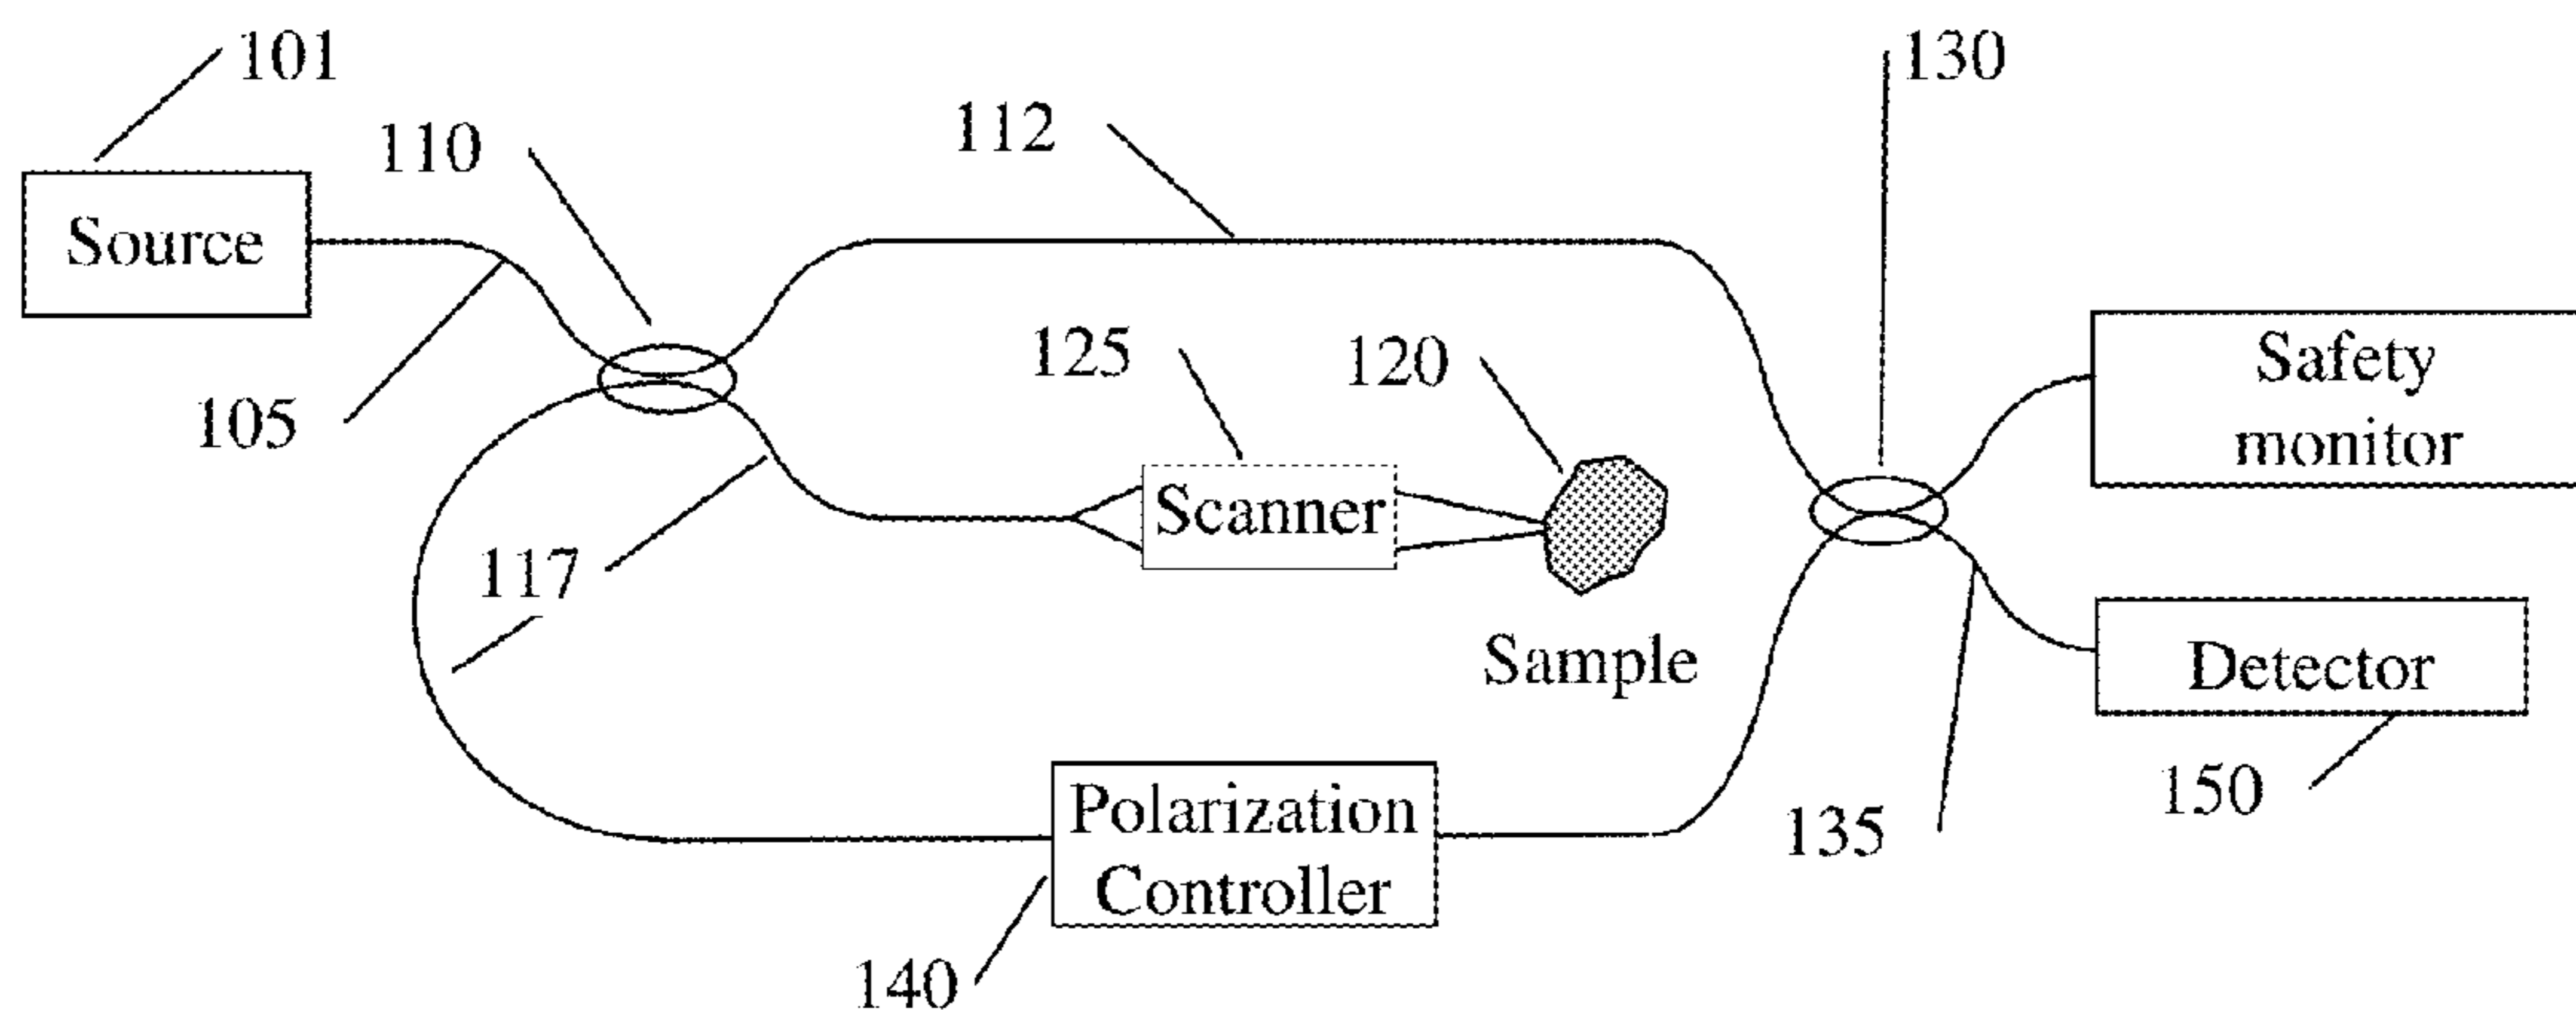 101
130
112
110
Source
125
120
Safety
monitor
105
Scanner
117
Sample
Detector
150
Polarization
Controller
135
140